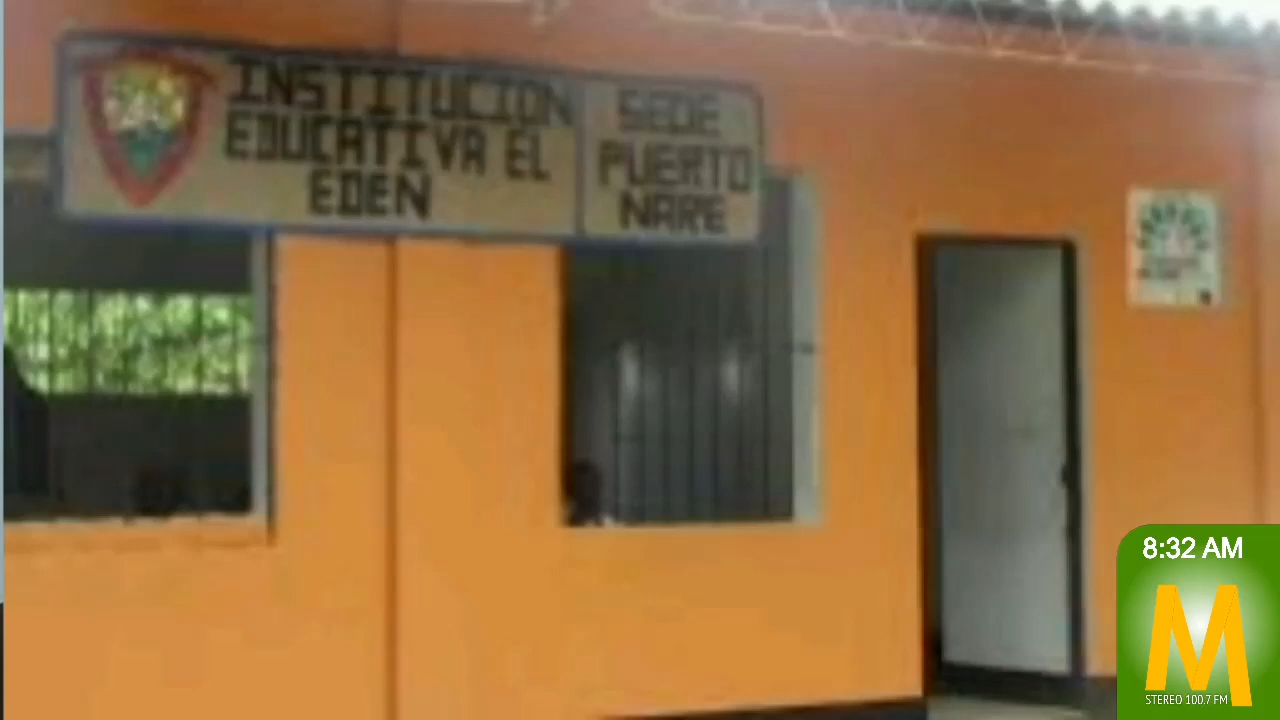 INSTITUCION
EDUCATIVA EL
EDEN
SEDE
PUERTO
NARE
8:32 AM
M
STEREO 100.7 FM